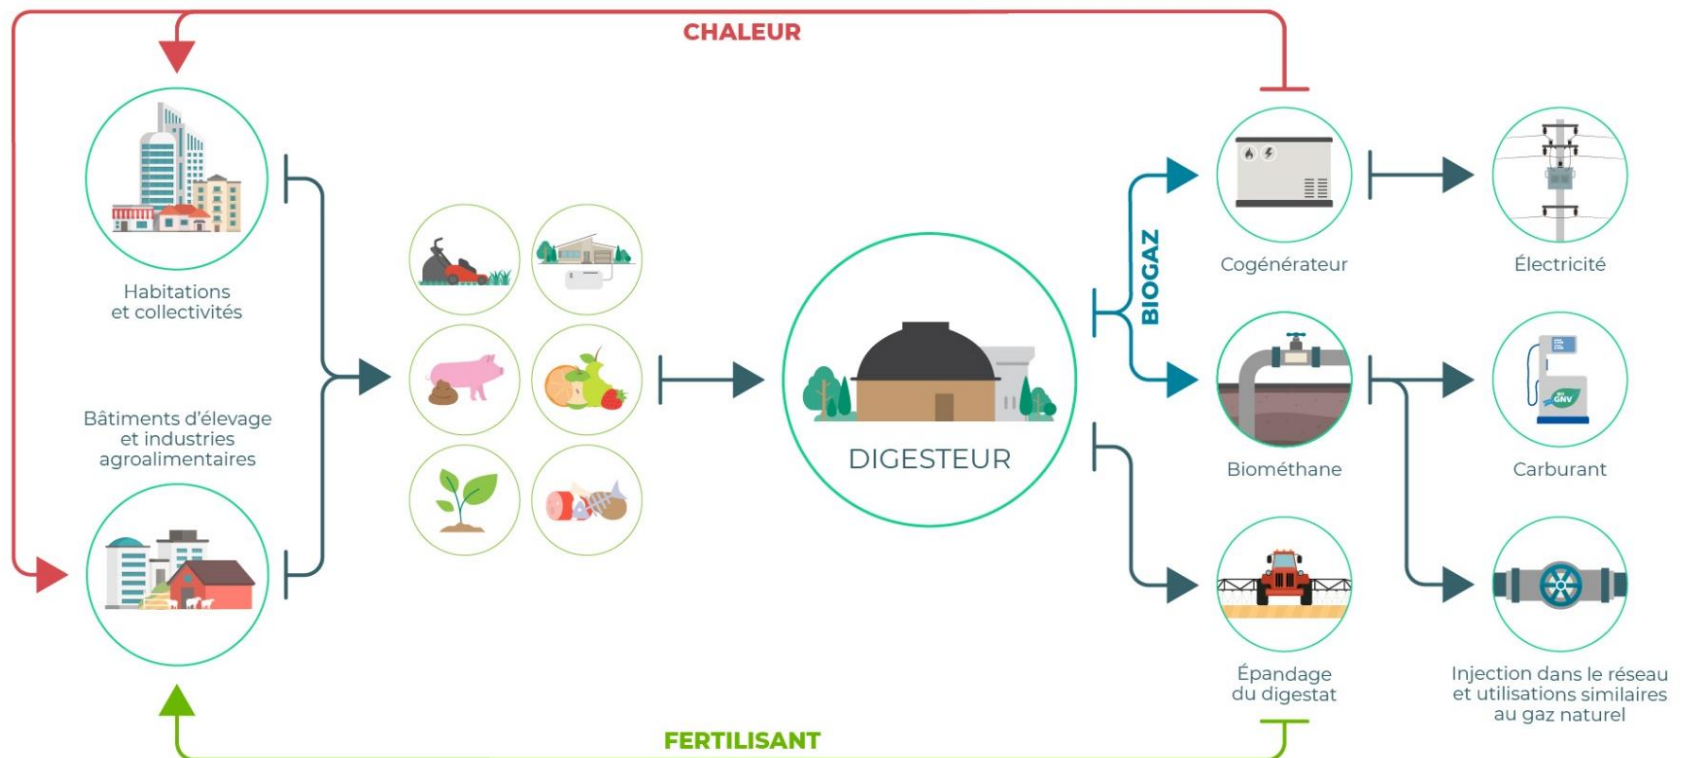 CHALEUR
Habitations
et collectivités
Bâtiments d'élevage
et industries
agroalimentaires
DIGESTEUR
BIOGAZ
Cogénérateur
Électricité
Biométhane
GNV
Carburant
Épandage
du digestat
Injection dans le réseau
et utilisations similaires
au gaz naturel
FERTILISANT